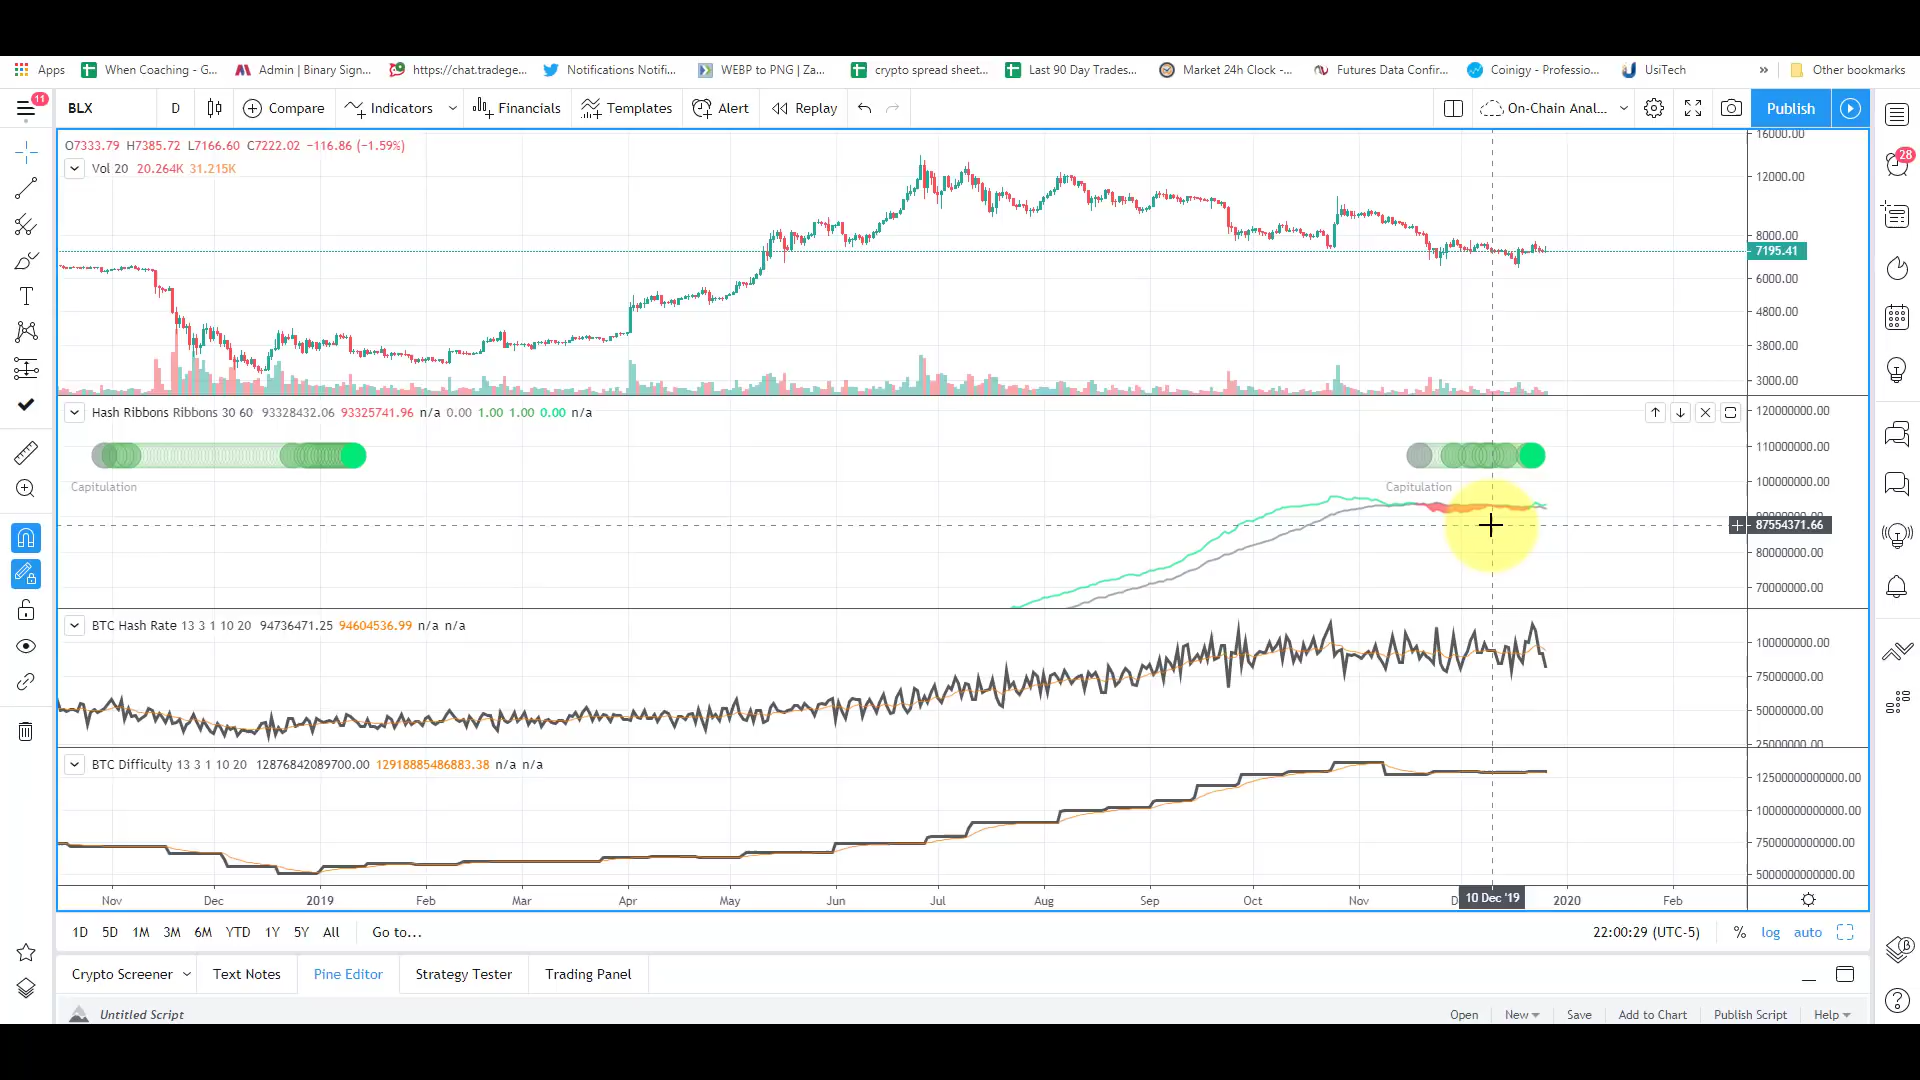 Apps When Coaching - G... Admin | Binary Sign... https://chat.tradege... Notifications Notifi... WEBP to PNG | Za... crypto spread sheet... Last 90 Day Trades... Market 24h Clock -... Futures Data Confir... Coinigy - Professio... UsiTech » Other bookmarks
11 BLX D Compare Indicators Financials Templates Alert Replay On-Chain Anal... Publish
O7333.79 H7385.72 L7166.60 C7222.02 −116.86 (−1.59%)
Vol 20 20.264K 31.215K
28
16000.00
12000.00
8000.00
7195.41
6000.00
4800.00
3800.00
3000.00
Hash Ribbons Ribbons 30 60 93328432.06 93325741.96 n/a 0.00 1.00 1.00 0.00 n/a
120000000.00
110000000.00
Capitulation Capitulation
100000000.00
87554371.66
80000000.00
70000000.00
BTC Hash Rate 13 3 1 10 20 94736471.25 94604536.99 n/a n/a
100000000.00
75000000.00
50000000.00
25000000.00
BTC Difficulty 13 3 1 10 20 12876842089700.00 12918885486883.38 n/a n/a
12500000000000.00
10000000000000.00
7500000000000.00
5000000000000.00
Nov Dec 2019 Feb Mar Apr May Jun Jul Aug Sep Oct Nov 10 Dec '19 2020 Feb
1D 5D 1M 3M 6M YTD 1Y 5Y All Go to... 22:00:29 (UTC-5) % log auto
Crypto Screener Text Notes Pine Editor Strategy Tester Trading Panel
Untitled Script Open New Save Add to Chart Publish Script Help